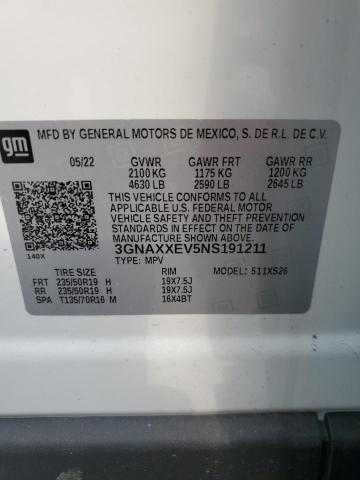 gm
MFD BY GENERAL MOTORS DE MEXICO, S. DE R.L. DE C.V.
05/22 GVWR GAWR FRT GAWR RR
2100 KG 1175 KG 1200 KG
4630 LB 2590 LB 2645 LB
THIS VEHICLE CONFORMS TO ALL
APPLICABLE U.S. FEDERAL MOTOR
VEHICLE SAFETY, BUMPER, AND
THEFT PREVENTION STANDARDS
IN EFFECT ON THE DATE OF
MANUFACTURE SHOWN ABOVE.
3GNAXXEV5NS191211
140X TYPE: MPV MODEL: 511XS26
TIRE SIZE RIM
FRT 235/50R19 H 19X7.5J
RR 235/50R19 H 19X7.5J
SPA T135/70R16 M 16X4BT